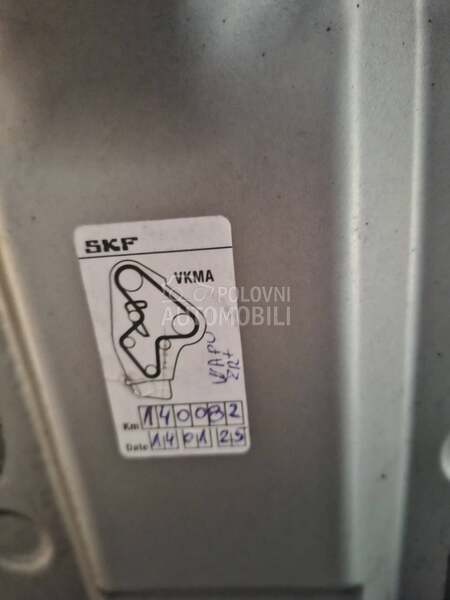 SKF
VKMA
POLOVNI
AUTOMOBILI
Km 140082
Date 14 01 25